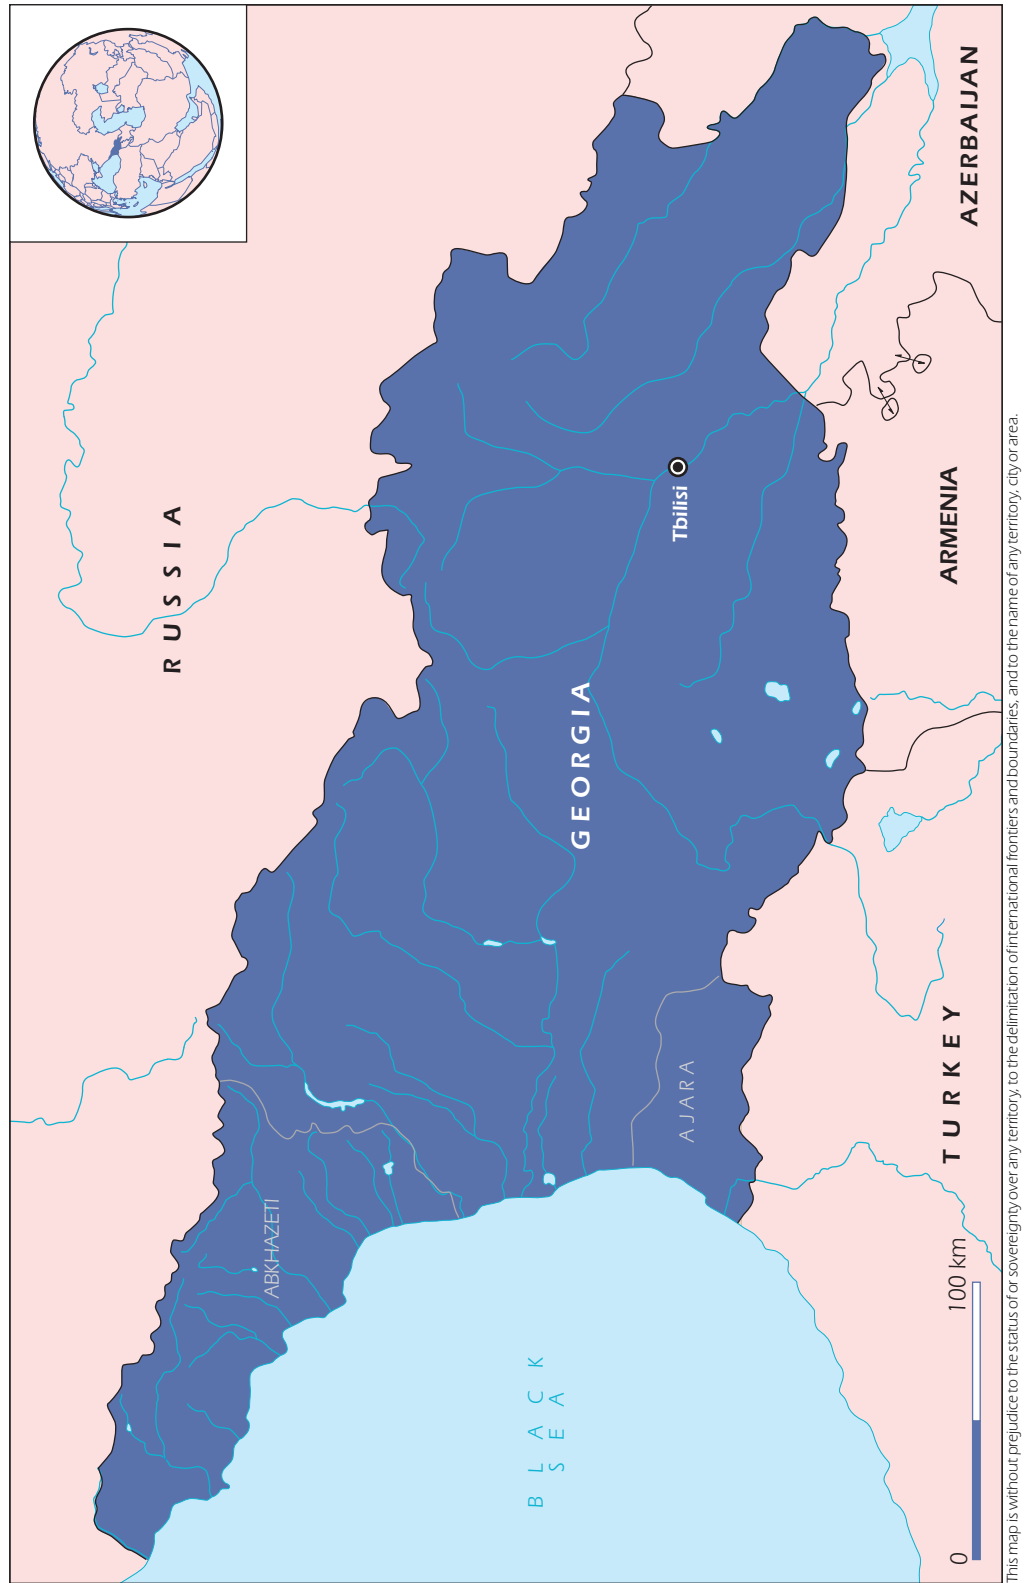 RUSSIA
GEORGIA
Tbilisi
ABKHAZETI
AJARA
BLACK
SEA
TURKEY
ARMENIA
AZERBAIJAN
0
100 km
This map is without prejudice to the status of or sovereignty over any territory, to the delimitation of international frontiers and boundaries, and to the name of any territory, city or area.